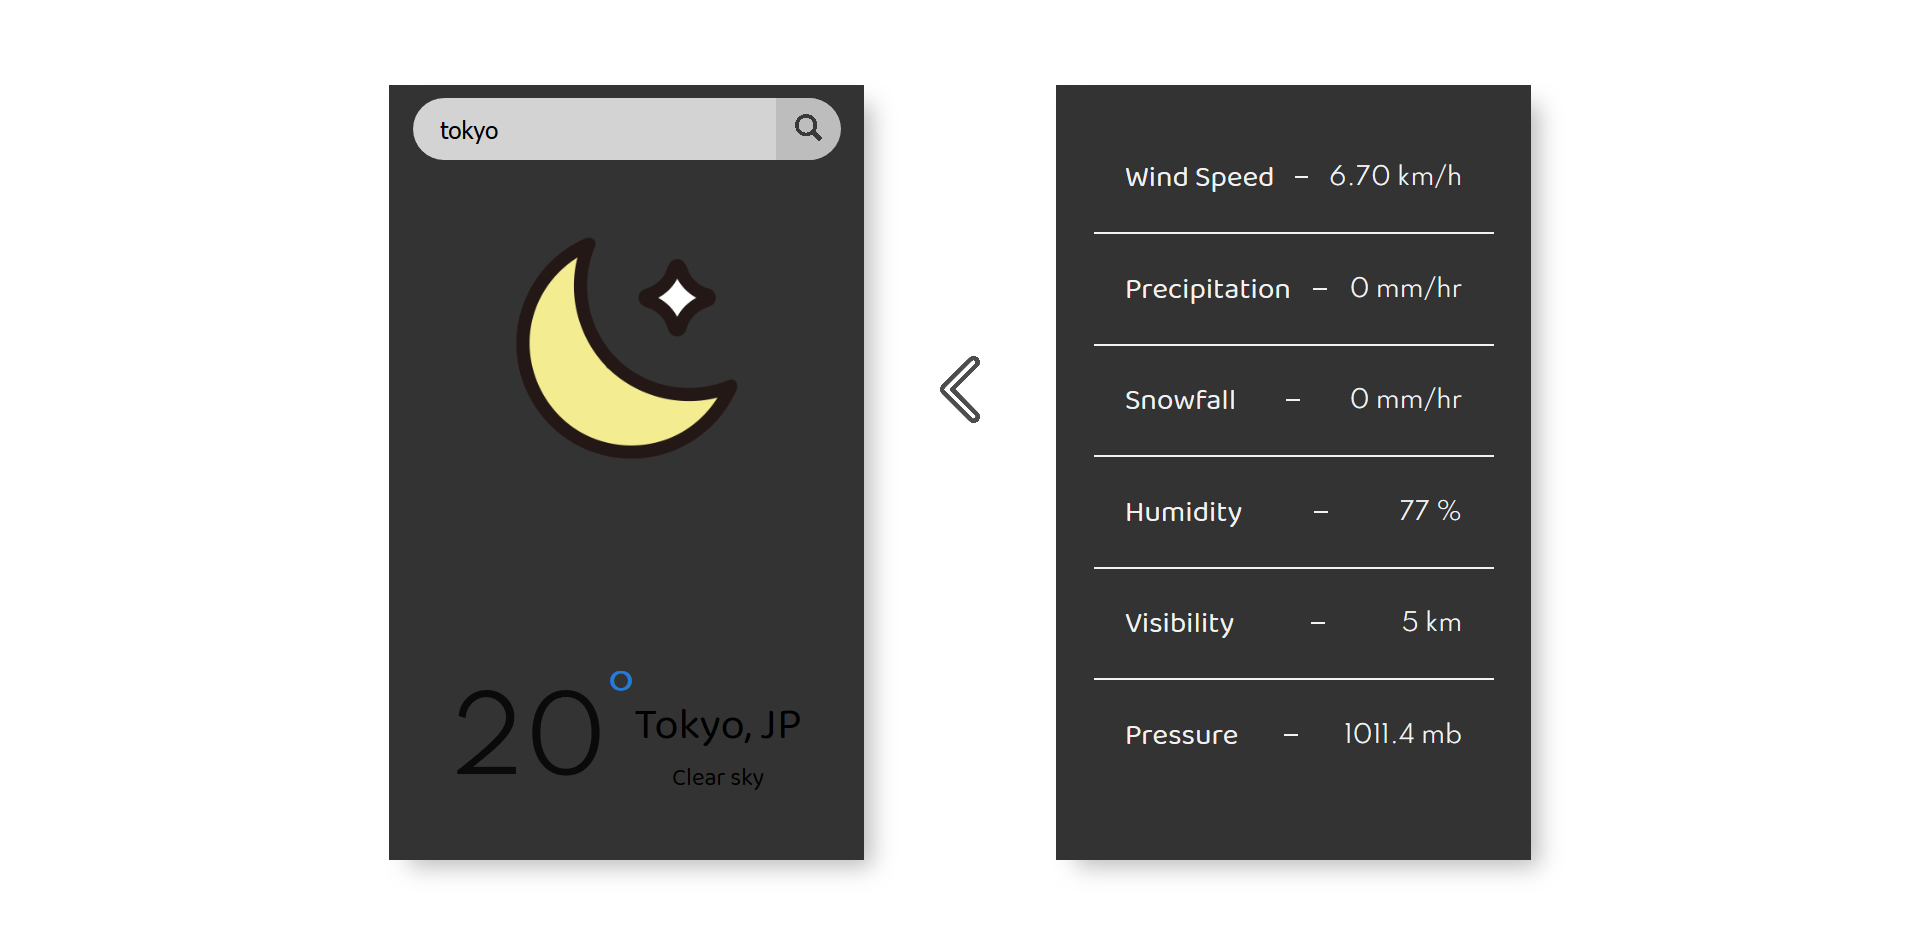 tokyo
20°
Tokyo, JP
Clear sky
Wind Speed – 6.70 km/h
Precipitation – 0 mm/hr
Snowfall – 0 mm/hr
Humidity – 77 %
Visibility – 5 km
Pressure – 1011.4 mb